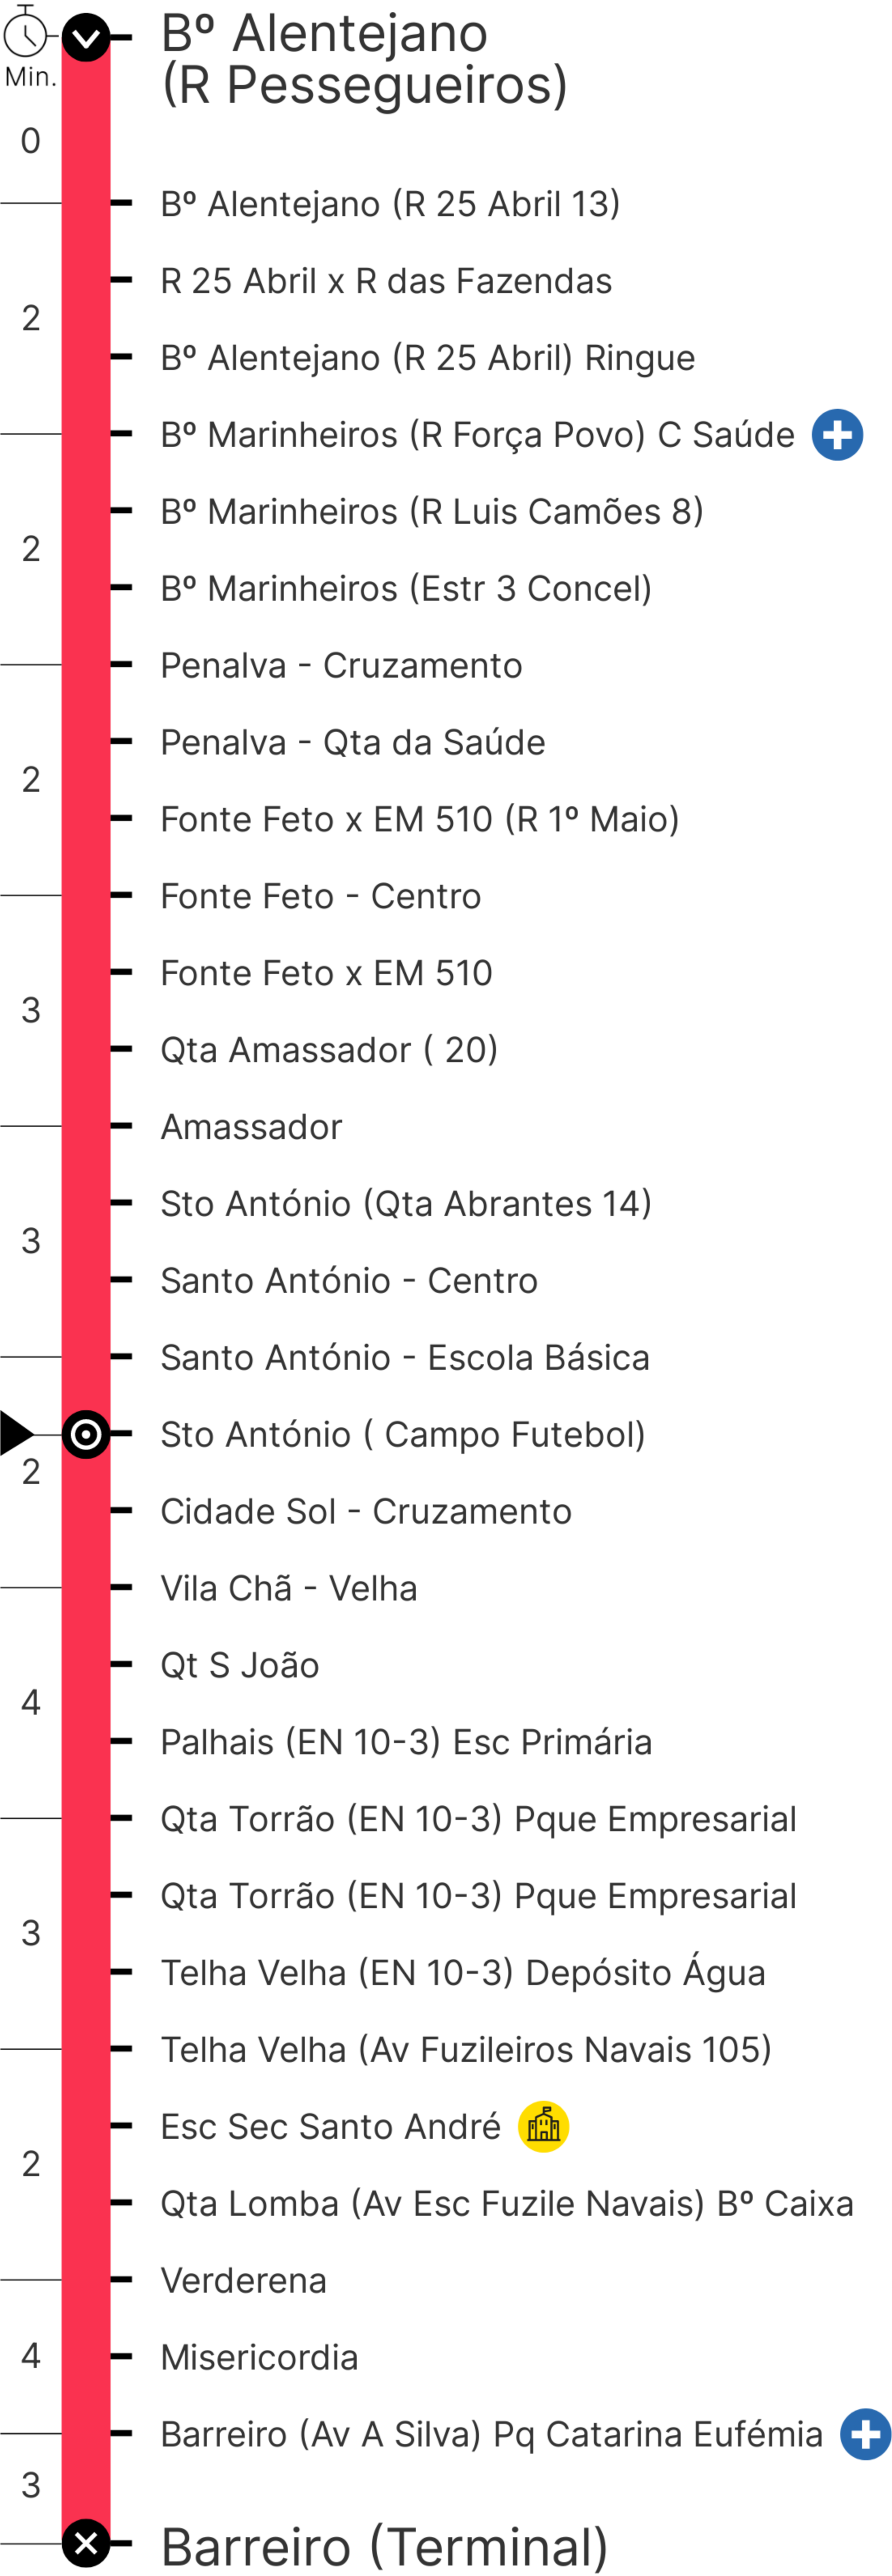 Bº Alentejano
(R Pessegueiros)
Min.
0
Bº Alentejano (R 25 Abril 13)
R 25 Abril x R das Fazendas
2
Bº Alentejano (R 25 Abril) Ringue
Bº Marinheiros (R Força Povo) C Saúde
Bº Marinheiros (R Luis Camões 8)
2
Bº Marinheiros (Estr 3 Concel)
Penalva - Cruzamento
Penalva - Qta da Saúde
2
Fonte Feto x EM 510 (R 1º Maio)
Fonte Feto - Centro
Fonte Feto x EM 510
3
Qta Amassador ( 20)
Amassador
Sto António (Qta Abrantes 14)
3
Santo António - Centro
Santo António - Escola Básica
Sto António ( Campo Futebol)
2
Cidade Sol - Cruzamento
Vila Chã - Velha
Qt S João
4
Palhais (EN 10-3) Esc Primária
Qta Torrão (EN 10-3) Pque Empresarial
Qta Torrão (EN 10-3) Pque Empresarial
3
Telha Velha (EN 10-3) Depósito Água
Telha Velha (Av Fuzileiros Navais 105)
Esc Sec Santo André
2
Qta Lomba (Av Esc Fuzile Navais) Bº Caixa
Verderena
4
Misericordia
Barreiro (Av A Silva) Pq Catarina Eufémia
3
Barreiro (Terminal)